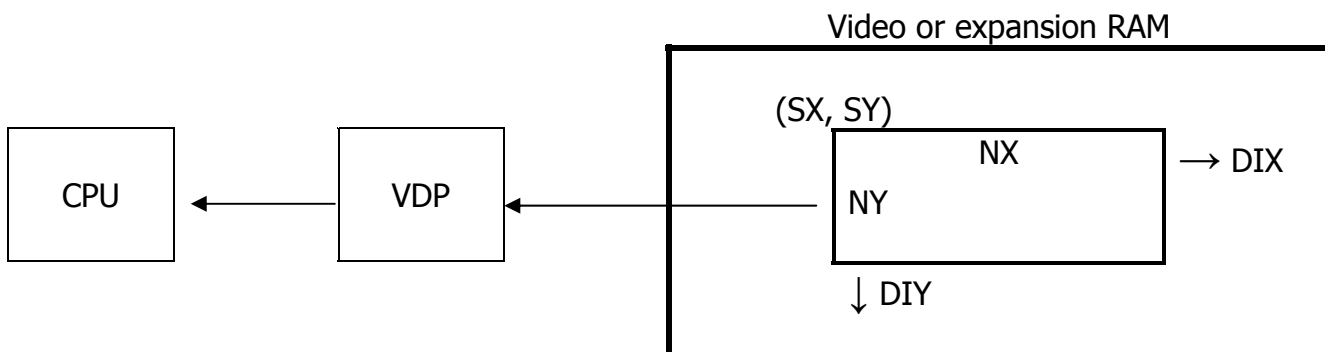 Video or expansion RAM
(SX, SY)
NX
→ DIX
CPU
VDP
NY
↓ DIY